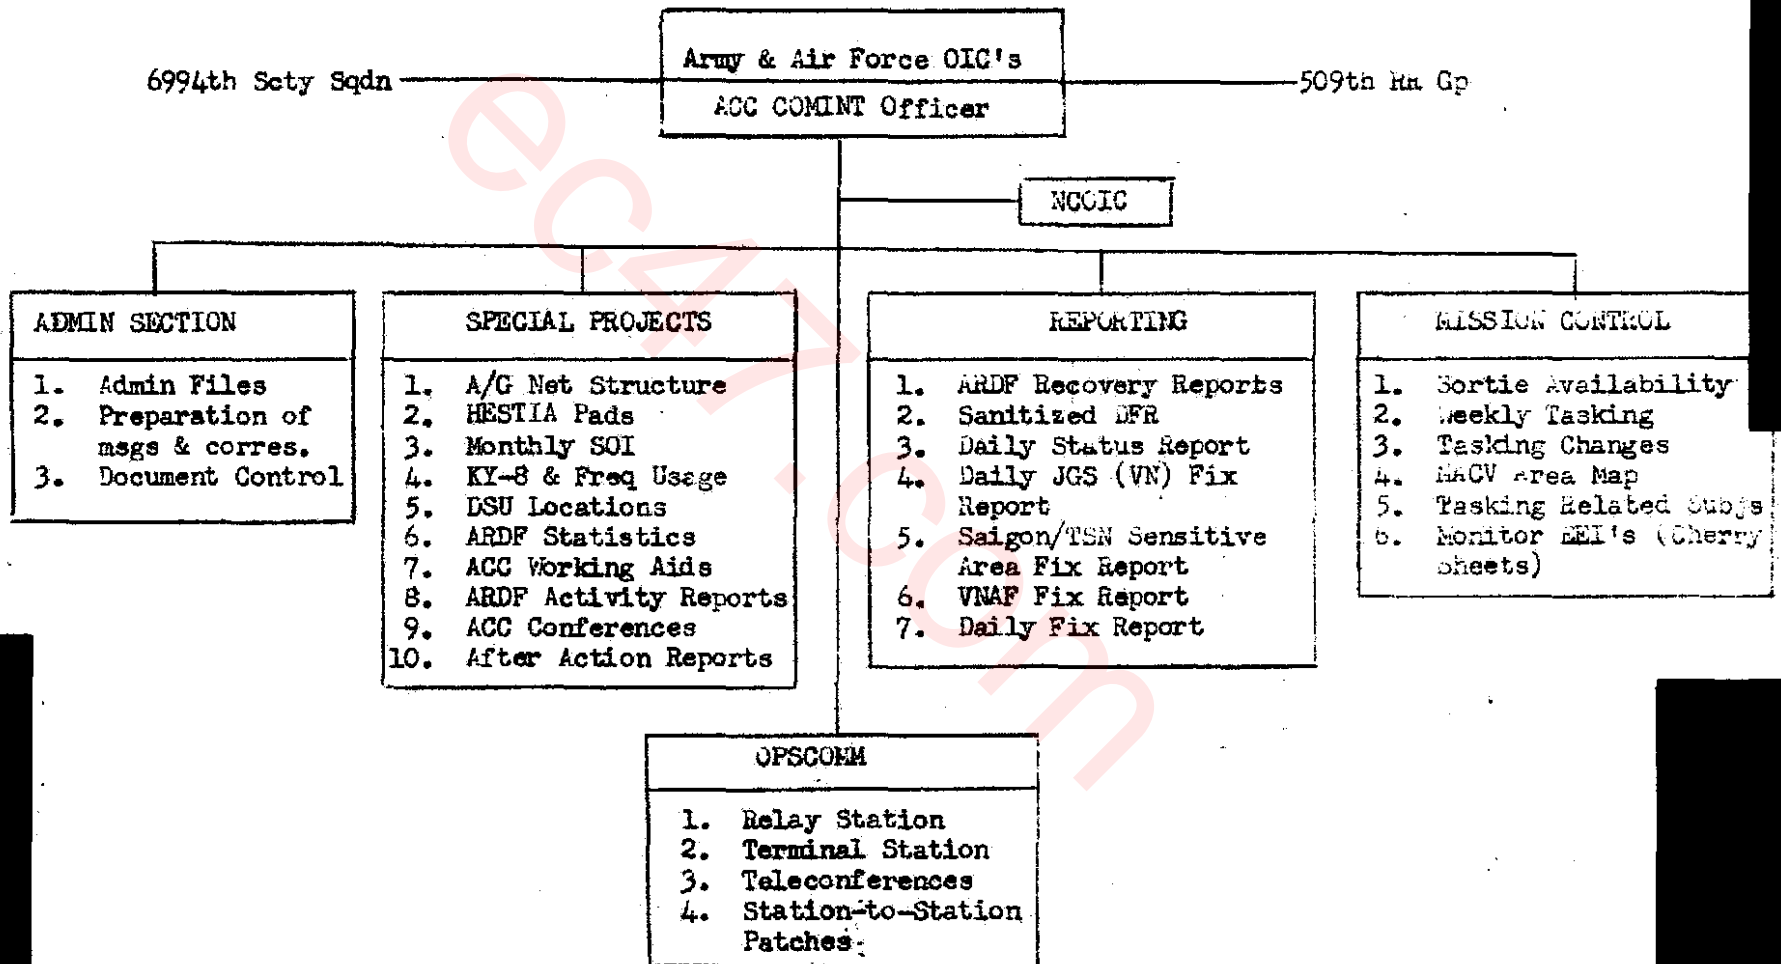 Army & Air Force OIC's
6994th Scty Sqdn
509th RR Gp
ACC COMINT Officer
NCOIC
ADMIN SECTION
1. Admin Files
2. Preparation of
msgs & corres.
3. Document Control
SPECIAL PROJECTS
1. A/G Net Structure
2. HESTIA Pads
3. Monthly SOI
4. KY-8 & Freq Usage
5. DSU Locations
6. ARDF Statistics
7. ACC Working Aids
8. ARDF Activity Reports
9. ACC Conferences
10. After Action Reports
REPORTING
1. ARDF Recovery Reports
2. Sanitized DFR
3. Daily Status Report
4. Daily JGS (VN) Fix
Report
5. Saigon/TSN Sensitive
Area Fix Report
6. VNAF Fix Report
7. Daily Fix Report
MISSION CONTROL
1. Sortie Availability
2. Weekly Tasking
3. Tasking Changes
4. MACV Area Map
5. Tasking Related Subjs
6. Monitor EEI's (Cherry
Sheets)
OPSCOMM
1. Relay Station
2. Terminal Station
3. Teleconferences
4. Station-to-Station
Patches
ec47.com